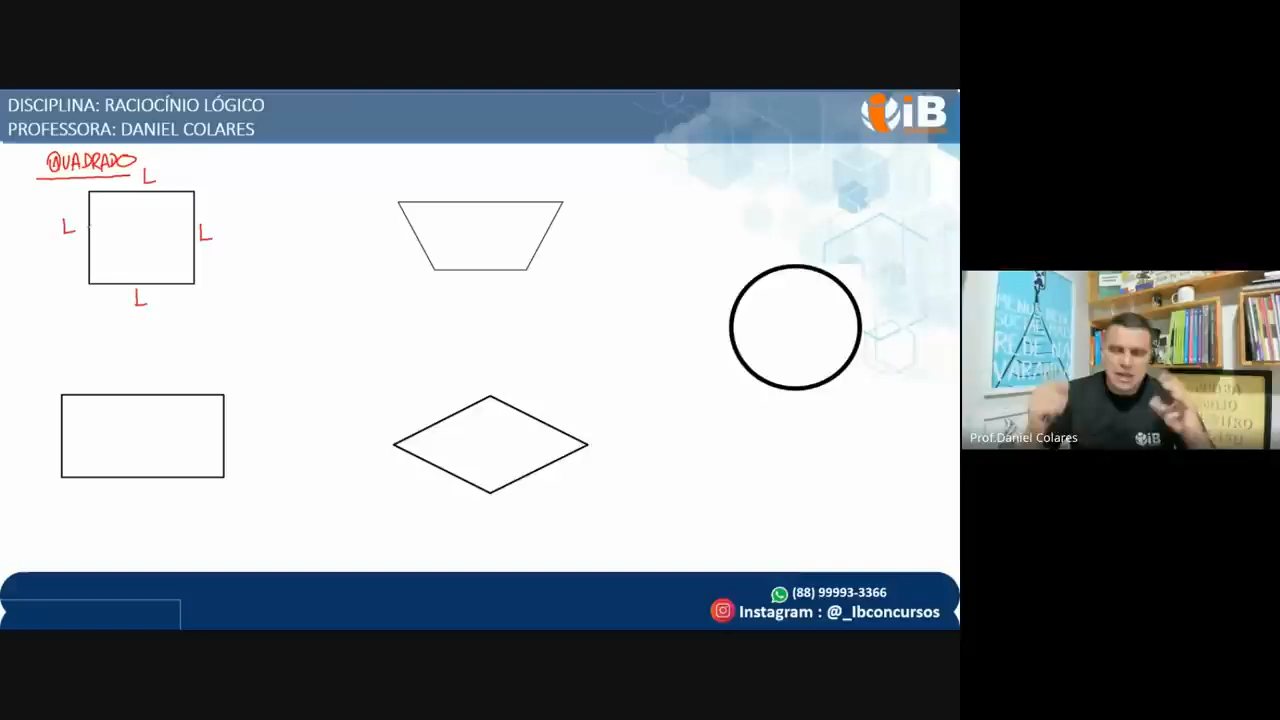 DISCIPLINA: RACIOCÍNIO LÓGICO
PROFESSORA: DANIEL COLARES
iB
QUADRADO
L
L
L
L
(88) 99993-3366
Instagram : @_Ibconcursos
Prof.Daniel Colares
iB